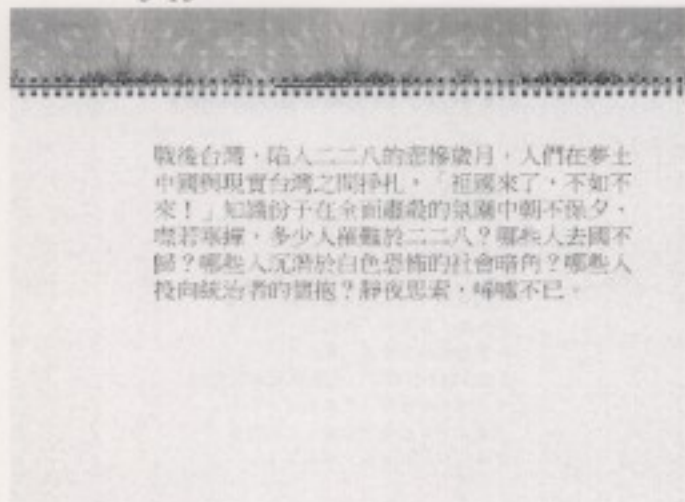 戰後台灣，陷入二二八的悲慘歲月，人們在夢土
中國與現實台灣之間掙扎，「祖國來了，不如不
來！」知識份子在全面肅殺的氛圍中朝不保夕，
噤若寒蟬，多少人罹難於二二八？哪些人去國不
歸？哪些人沉潛於白色恐怖的社會暗角？哪些人
投向統治者的懷抱？靜夜思索，唏噓不已。